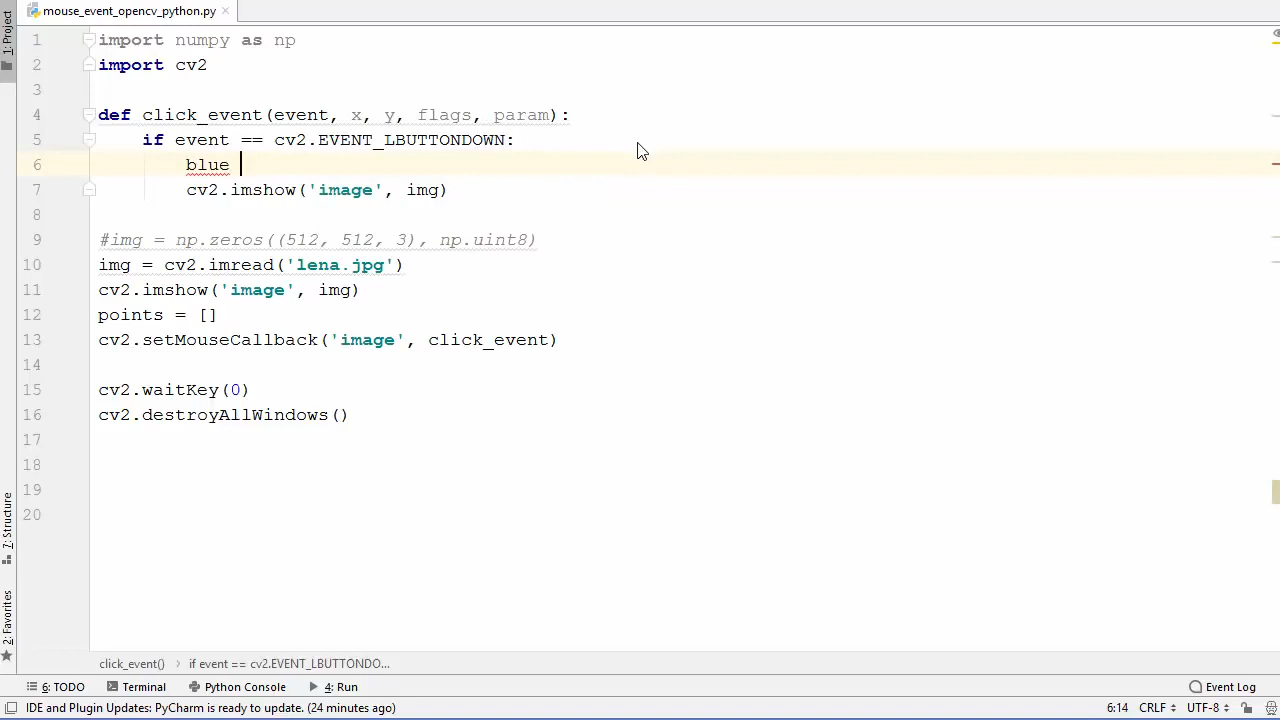 mouse_event_opencv_python.py
1: Project
1 import numpy as np
2 import cv2
3
4 def click_event(event, x, y, flags, param):
5 if event == cv2.EVENT_LBUTTONDOWN:
6 blue
7 cv2.imshow('image', img)
8
9 #img = np.zeros((512, 512, 3), np.uint8)
10 img = cv2.imread('lena.jpg')
11 cv2.imshow('image', img)
12 points = []
13 cv2.setMouseCallback('image', click_event)
14
15 cv2.waitKey(0)
16 cv2.destroyAllWindows()
17
18
19
20
7: Structure
2: Favorites
click_event() › if event == cv2.EVENT_LBUTTONDO...
6: TODO Terminal Python Console 4: Run Event Log
IDE and Plugin Updates: PyCharm is ready to update. (24 minutes ago) 6:14 CRLF UTF-8